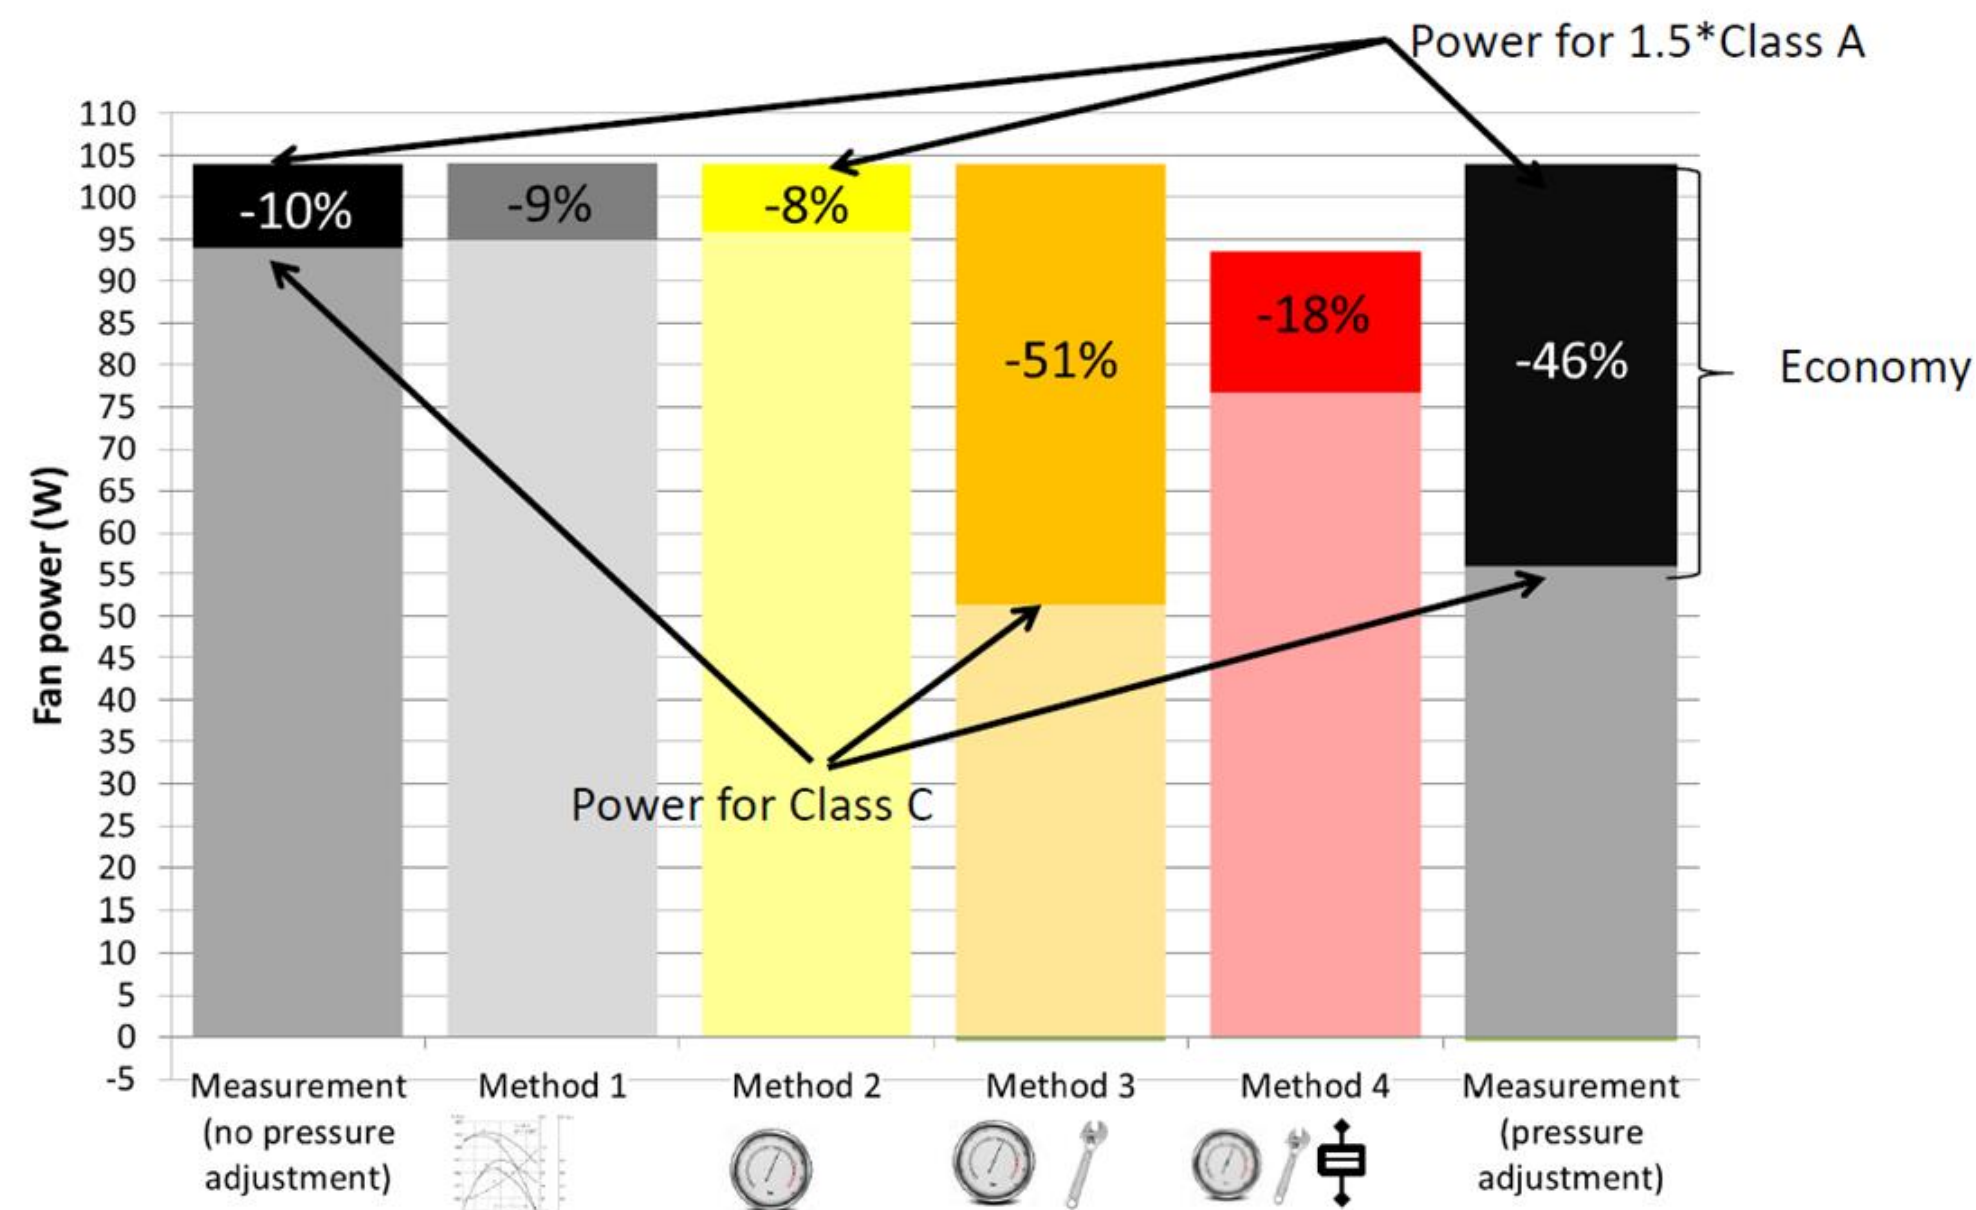 Power for 1.5*Class A
110
105
100
95
90
85
80
75
70
65
60
55
50
45
40
35
30
25
20
15
10
5
0
-5
Fan power (W)
-10%
-9%
-8%
-51%
-18%
-46%
Economy
Power for Class C
Measurement
(no pressure
adjustment)
Method 1
Method 2
Method 3
Method 4
Measurement
(pressure
adjustment)